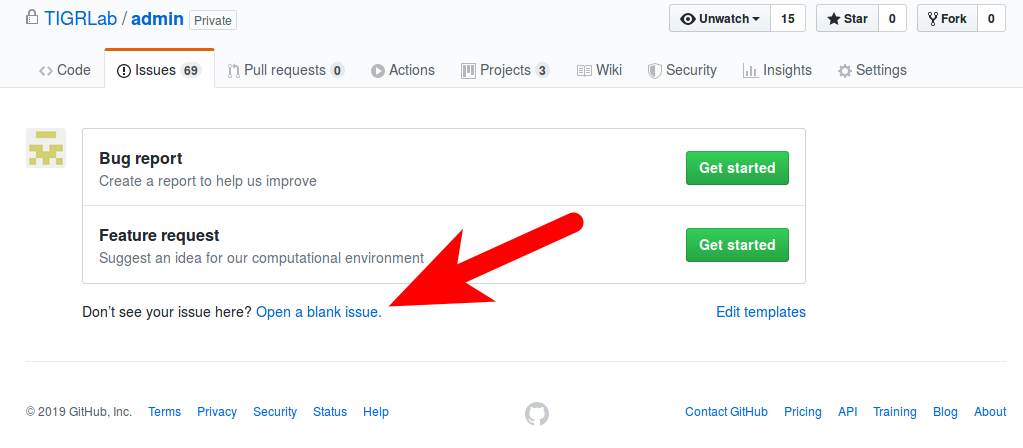 TIGRLab / admin Private Unwatch 15 Star 0 Fork 0
Code Issues 69 Pull requests 0 Actions Projects 3 Wiki Security Insights Settings
Bug report
Create a report to help us improve
Get started
Feature request
Suggest an idea for our computational environment
Get started
Don't see your issue here? Open a blank issue. Edit templates
© 2019 GitHub, Inc. Terms Privacy Security Status Help Contact GitHub Pricing API Training Blog About